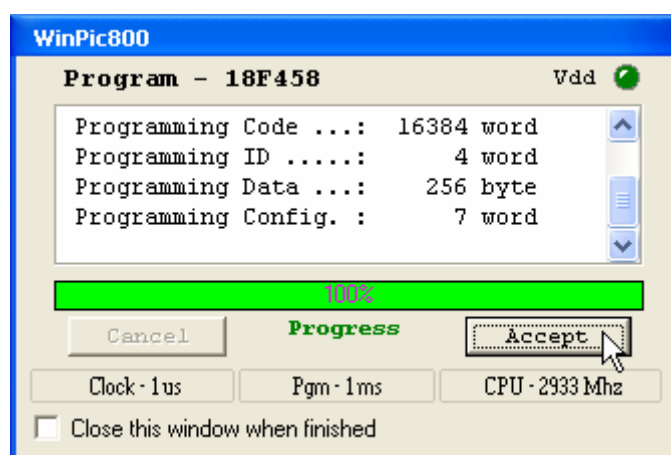 WinPic800
Program - 18F458 Vdd
Programming Code ...: 16384 word
Programming ID .....: 4 word
Programming Data ...: 256 byte
Programming Config. : 7 word
100%
Cancel Progress Accept
Clock - 1us Pgm - 1ms CPU - 2933 Mhz
Close this window when finished